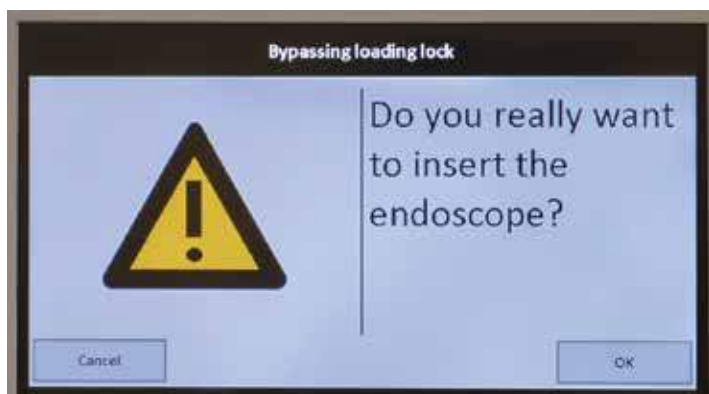 Bypassing loading lock
Do you really want
to insert the
endoscope?
Cancel
OK